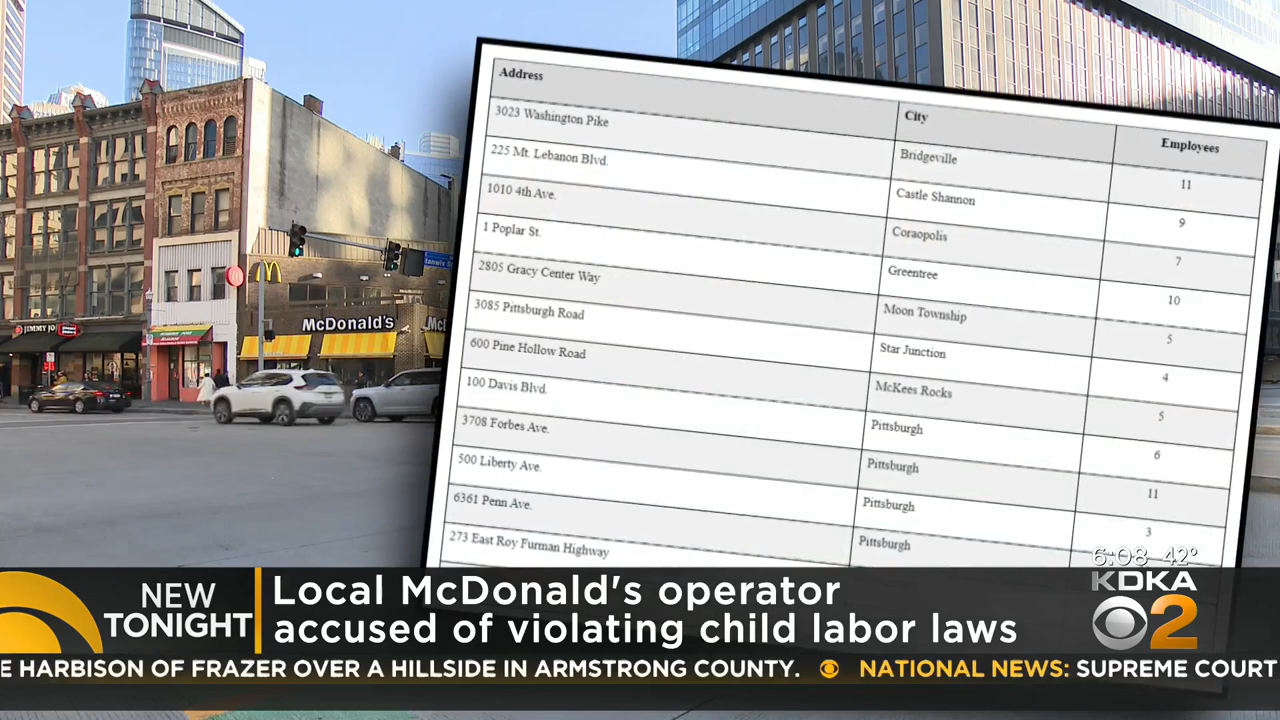 Address City Employees
3023 Washington Pike Bridgeville 11
225 Mt. Lebanon Blvd. Castle Shannon 9
1010 4th Ave. Coraopolis 7
1 Poplar St. Greentree 10
2805 Gracy Center Way Moon Township 5
3085 Pittsburgh Road Star Junction 4
600 Pine Hollow Road McKees Rocks 5
100 Davis Blvd. Pittsburgh 6
3708 Forbes Ave. Pittsburgh 11
500 Liberty Ave. Pittsburgh 3
6361 Penn Ave. Pittsburgh
273 East Roy Furman Highway
McDonald's
JIMMY JO
6:08 42°
KDKA
2
NEW
TONIGHT
Local McDonald's operator
accused of violating child labor laws
E HARBISON OF FRAZER OVER A HILLSIDE IN ARMSTRONG COUNTY. NATIONAL NEWS: SUPREME COURT